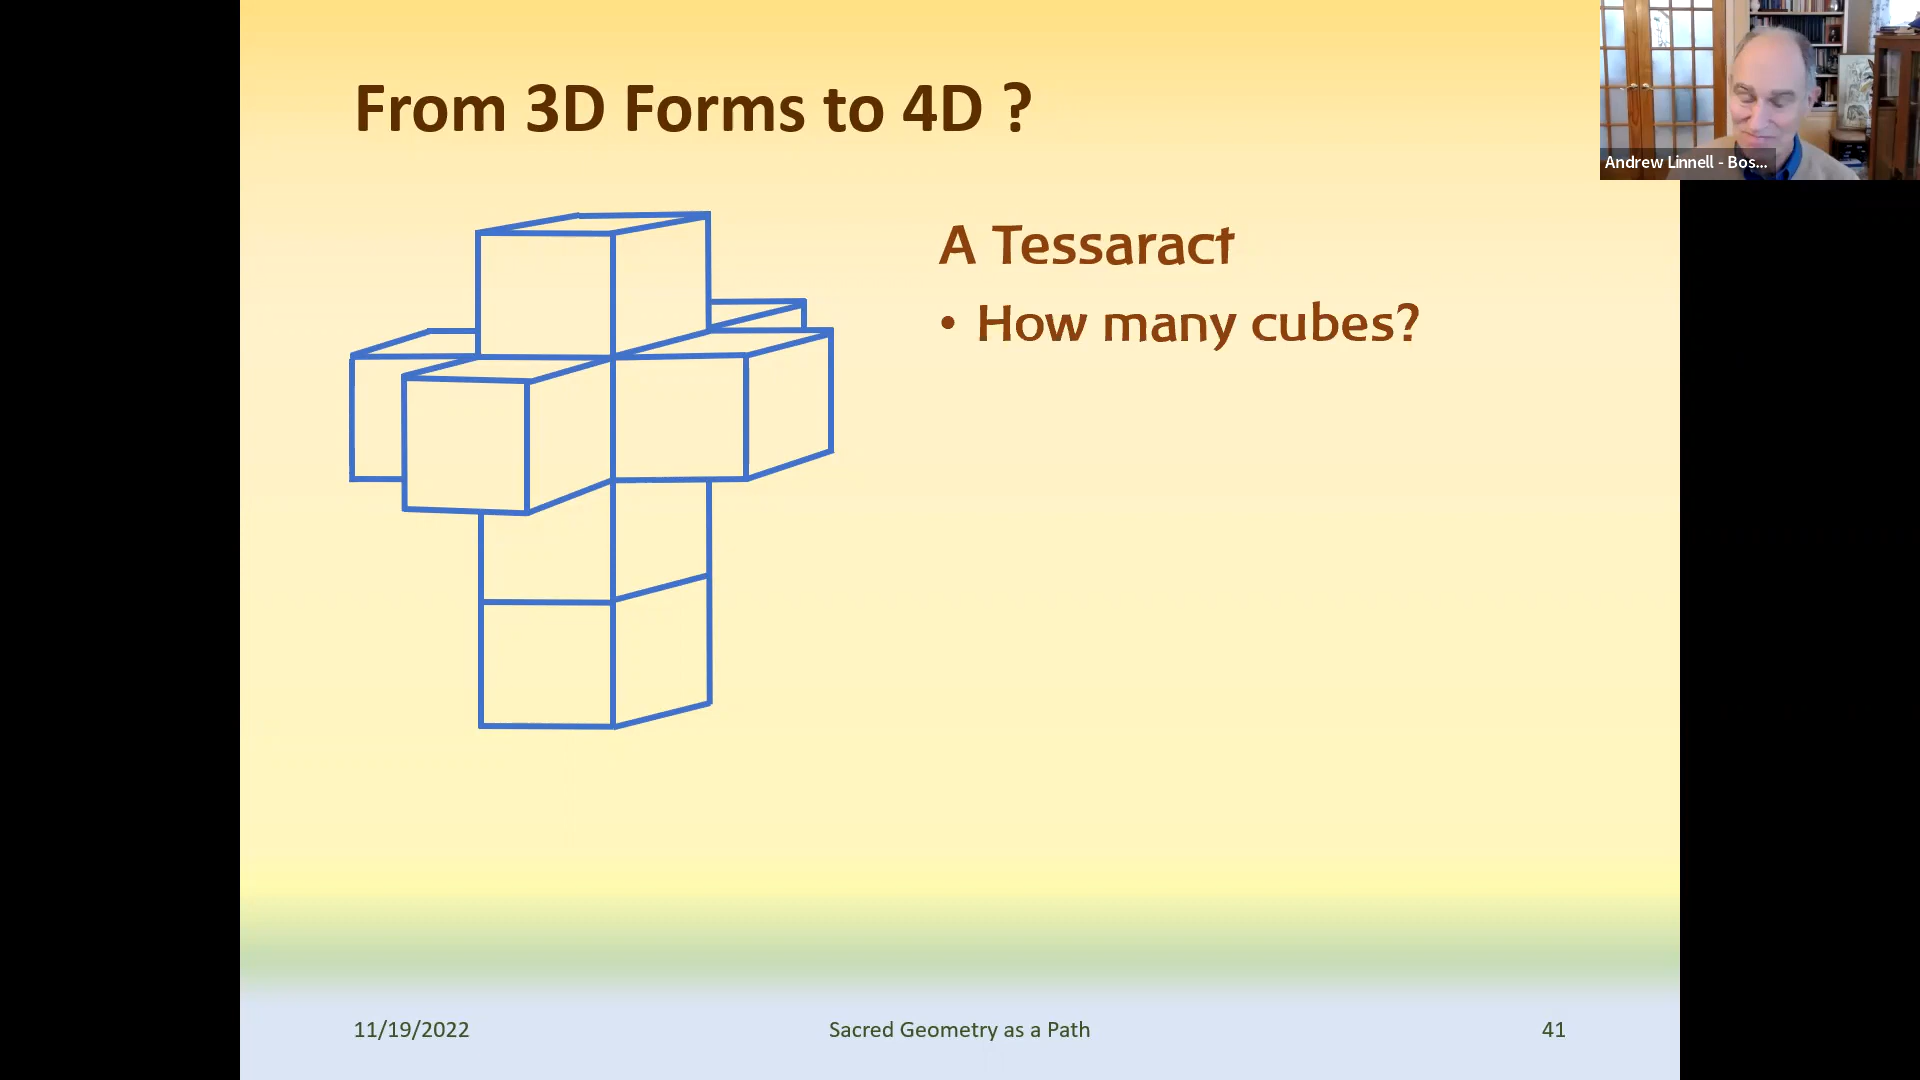 From 3D Forms to 4D ?
Andrew Linnell - Bos...
A Tessaract
• How many cubes?
11/19/2022
Sacred Geometry as a Path
41